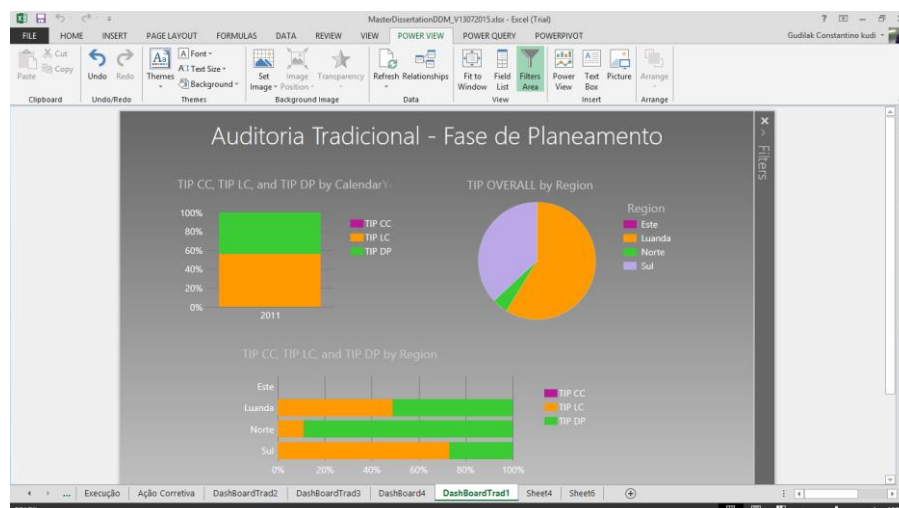 MasterDissertationDDM_V13072015.xlsx - Excel (Trial)
FILE HOME INSERT PAGE LAYOUT FORMULAS DATA REVIEW VIEW POWER VIEW POWER QUERY POWERPIVOT Gudilak Constantino kudi
Cut
Copy
Paste
Undo Redo
Themes
Font
Text Size
Background
Set Image
Image Position
Transparency
Refresh Relationships
Fit to Window
Field List
Filters Area
Power View
Text Box
Picture
Arrange
Clipboard Undo/Redo Themes Background Image Data View Insert Arrange
Auditoria Tradicional - Fase de Planeamento
Filters
TIP CC, TIP LC, and TIP DP by CalendarY
100%
80%
60%
40%
20%
0%
2011
TIP CC
TIP LC
TIP DP
TIP OVERALL by Region
Region
Este
Luanda
Norte
Sul
TIP CC, TIP LC, and TIP DP by Region
Este
Luanda
Norte
Sul
0% 20% 40% 60% 80% 100%
TIP CC
TIP LC
TIP DP
... Execução Ação Corretiva DashBoardTrad2 DashBoardTrad3 DashBoard4 DashBoardTrad1 Sheet4 Sheet6